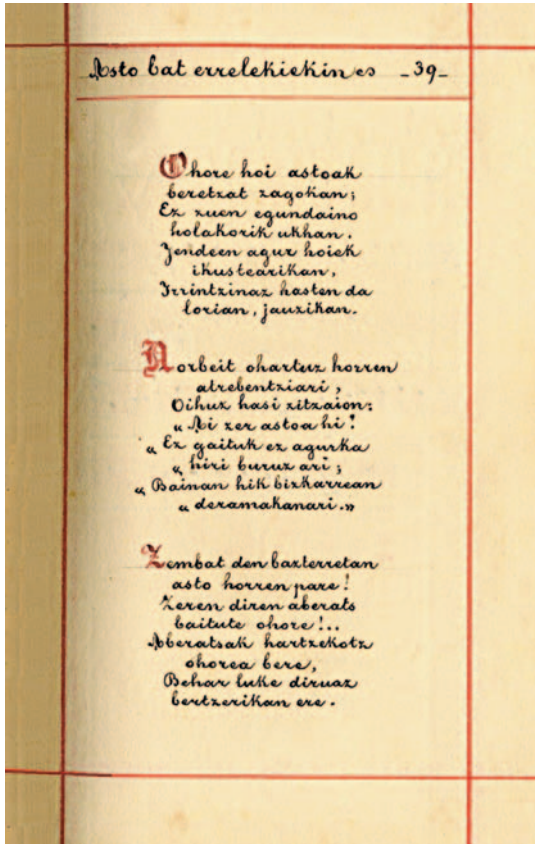 Asto bat errelekiekin es -39-
Ohore hoi astoak
beretzat zagokan;
Ez zuen egundaino
holakorik ukhan.
Jendeen agur hoiek
ikustearikan,
Irrintzinaz hasten da
lorian, jauzikan.
Norbeit ohartuz horren
atrebentziari,
Oihuz hasi zitzaion:
"Ai zer astoa hi!
"Ez gaituk ez agurka
"hiri buruz ari;
"Bainan hik bizkarrean
"deramakanari."
Zembat den bazterretan
asto horren pare!
Zeren diren aberats
baitute ohore!..
Aberatsak hartzekotz
ohorea bere,
Behar luke diruaz
bertzerikan ere.